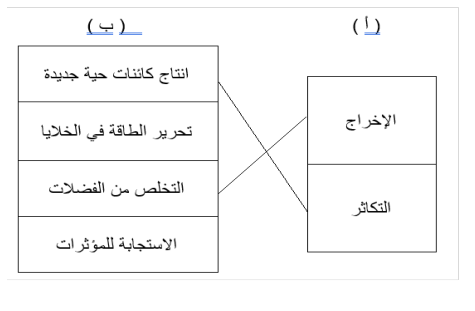 ( أ )
الإخراج
التكاثر
( ب )
انتاج كائنات حية جديدة
تحرير الطاقة في الخلايا
التخلص من الفضلات
الاستجابة للمؤثرات